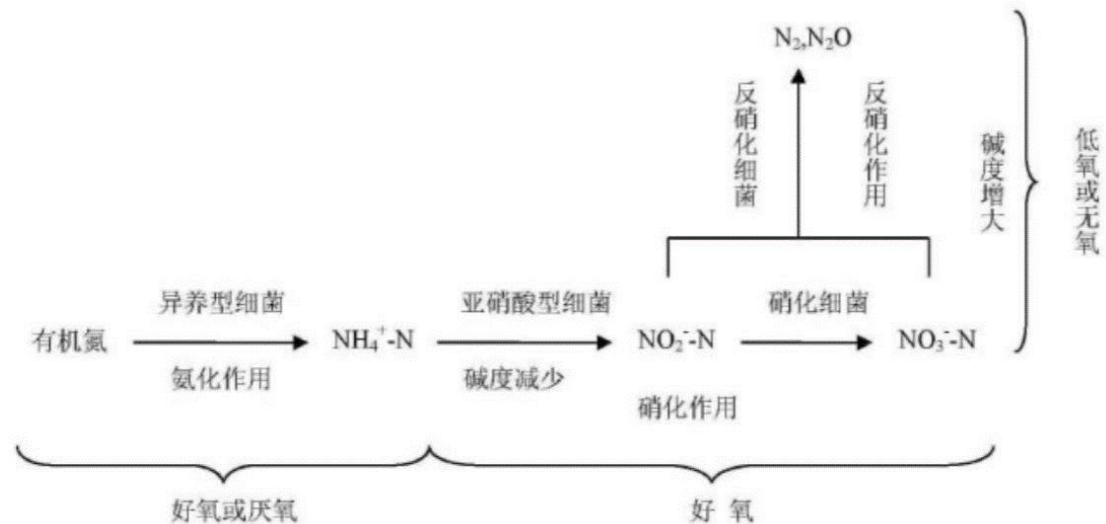 N₂,N₂O
反硝化细菌
反硝化作用
碱度增大
低氧或无氧
异养型细菌
亚硝酸型细菌
硝化细菌
有机氮
NH₄⁺-N
NO₂⁻-N
NO₃⁻-N
氨化作用
碱度减少
硝化作用
好氧或厌氧
好 氧